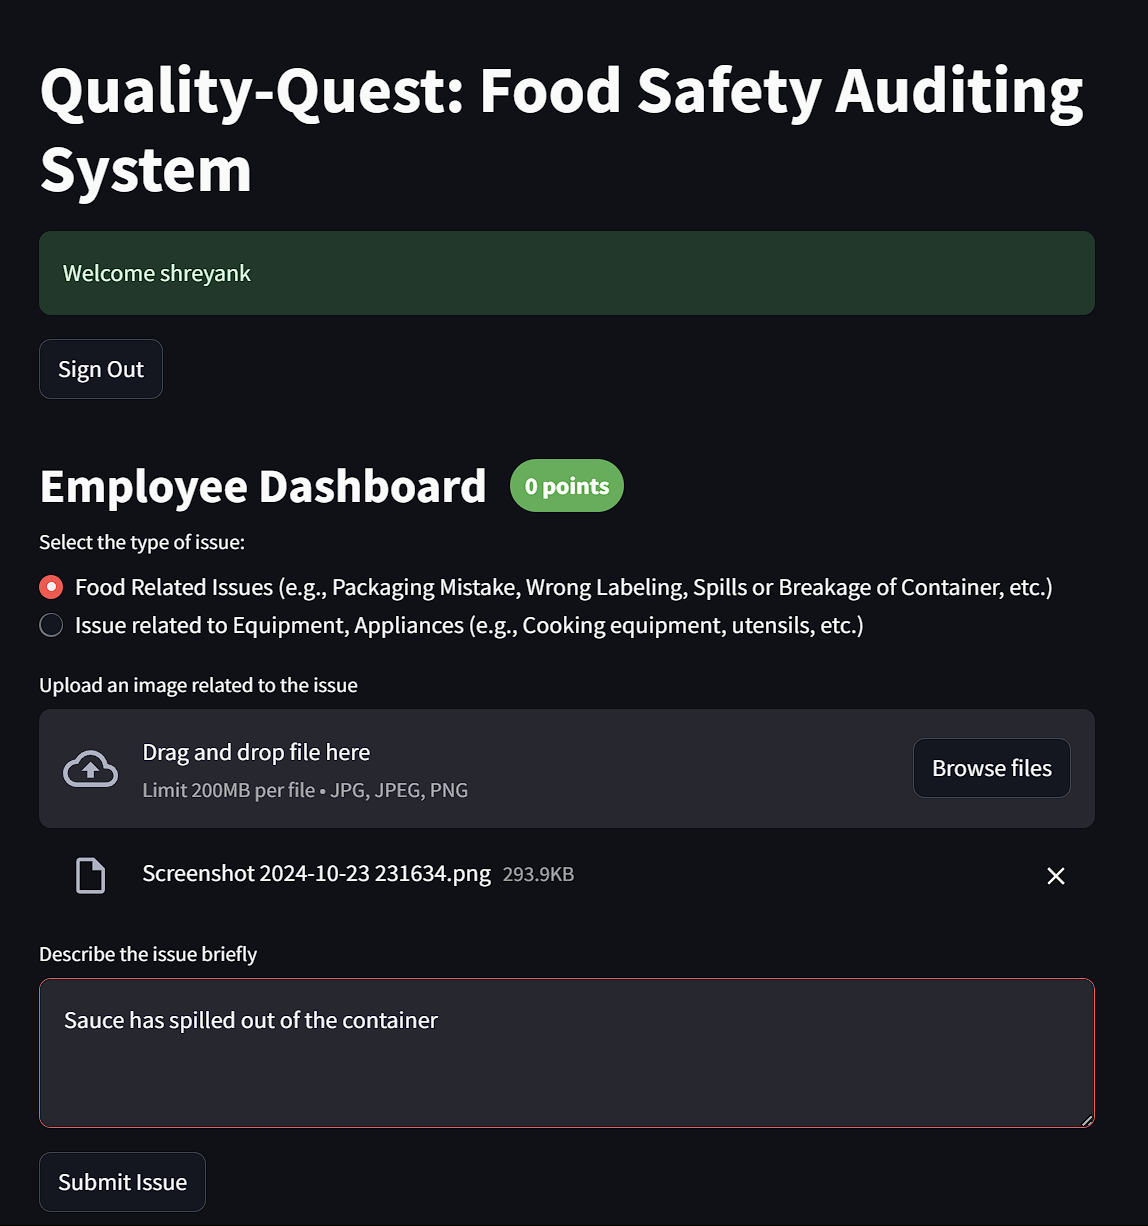 Quality-Quest: Food Safety Auditing
System
Welcome shreyank
Sign Out
Employee Dashboard 0 points
Select the type of issue:
Food Related Issues (e.g., Packaging Mistake, Wrong Labeling, Spills or Breakage of Container, etc.)
Issue related to Equipment, Appliances (e.g., Cooking equipment, utensils, etc.)
Upload an image related to the issue
Drag and drop file here
Limit 200MB per file • JPG, JPEG, PNG
Browse files
Screenshot 2024-10-23 231634.png 293.9KB
Describe the issue briefly
Sauce has spilled out of the container
Submit Issue